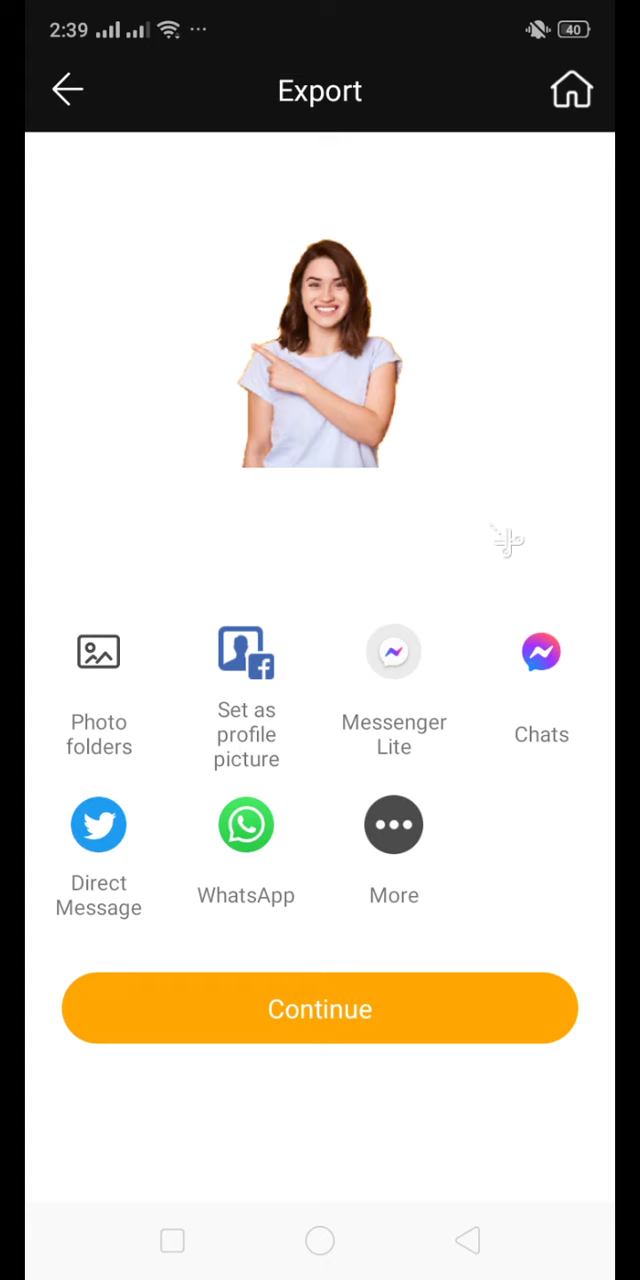 2:39
40
Export
Photo
folders
Set as
profile
picture
Messenger
Lite
Chats
Direct
Message
WhatsApp
More
Continue